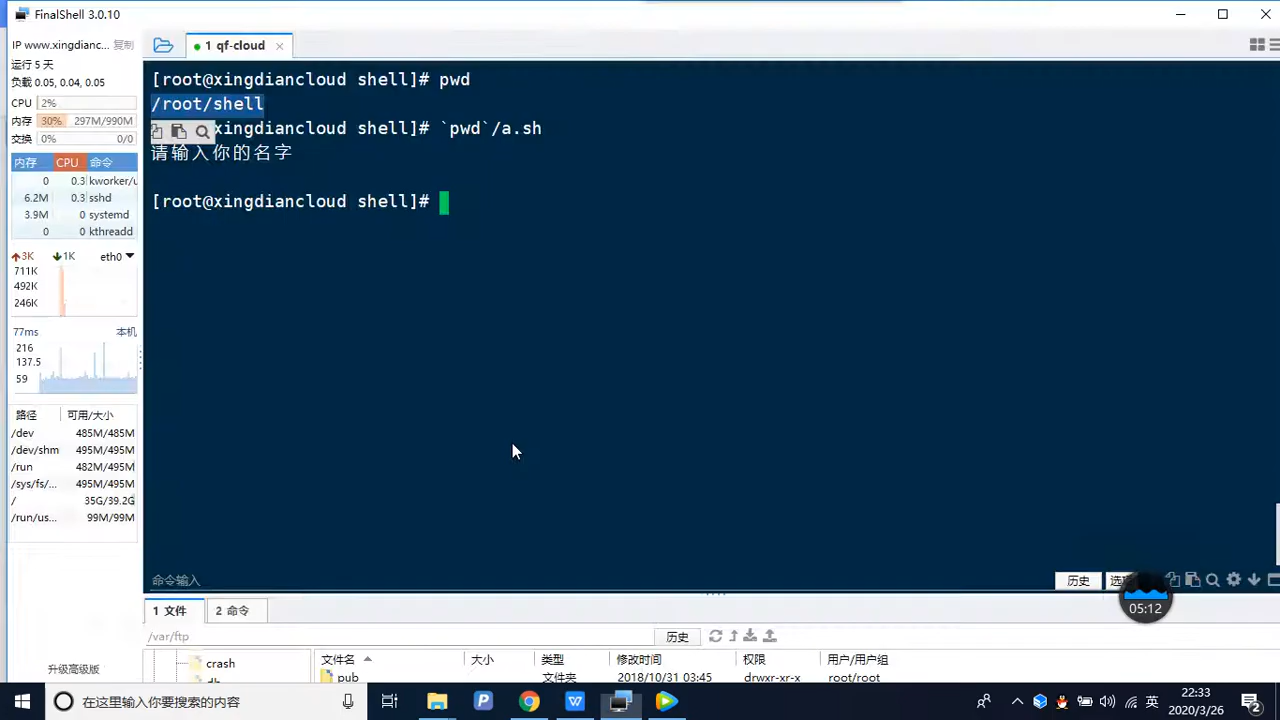 FinalShell 3.0.10
IP www.xingdianc... 复制
1 qf-cloud
运行 5 天
负载 0.05, 0.04, 0.05
CPU 2%
内存 30% 297M/990M
交换 0% 0/0
内存 CPU 命令
0 0.3 kworker/u
6.2M 0.3 sshd
3.9M 0 systemd
0 0 kthreadd
3K 1K eth0
711K
492K
246K
77ms 本机
216
137.5
59
路径 可用/大小
/dev 485M/485M
/dev/shm 495M/495M
/run 482M/495M
/sys/fs/... 495M/495M
/ 35G/39.2G
/run/us... 99M/99M
升级高级版
[root@xingdiancloud shell]# pwd
/root/shell
xingdiancloud shell]# `pwd`/a.sh
请输入你的名字
[root@xingdiancloud shell]#
命令输入
历史
05:12
1 文件 2 命令
/var/ftp 历史
crash
文件名 大小 类型 修改时间 权限 用户/用户组
pub 文件夹 2018/10/31 03:45 drwxr-xr-x root/root
在这里输入你要搜索的内容
英
22:33
2020/3/26
2